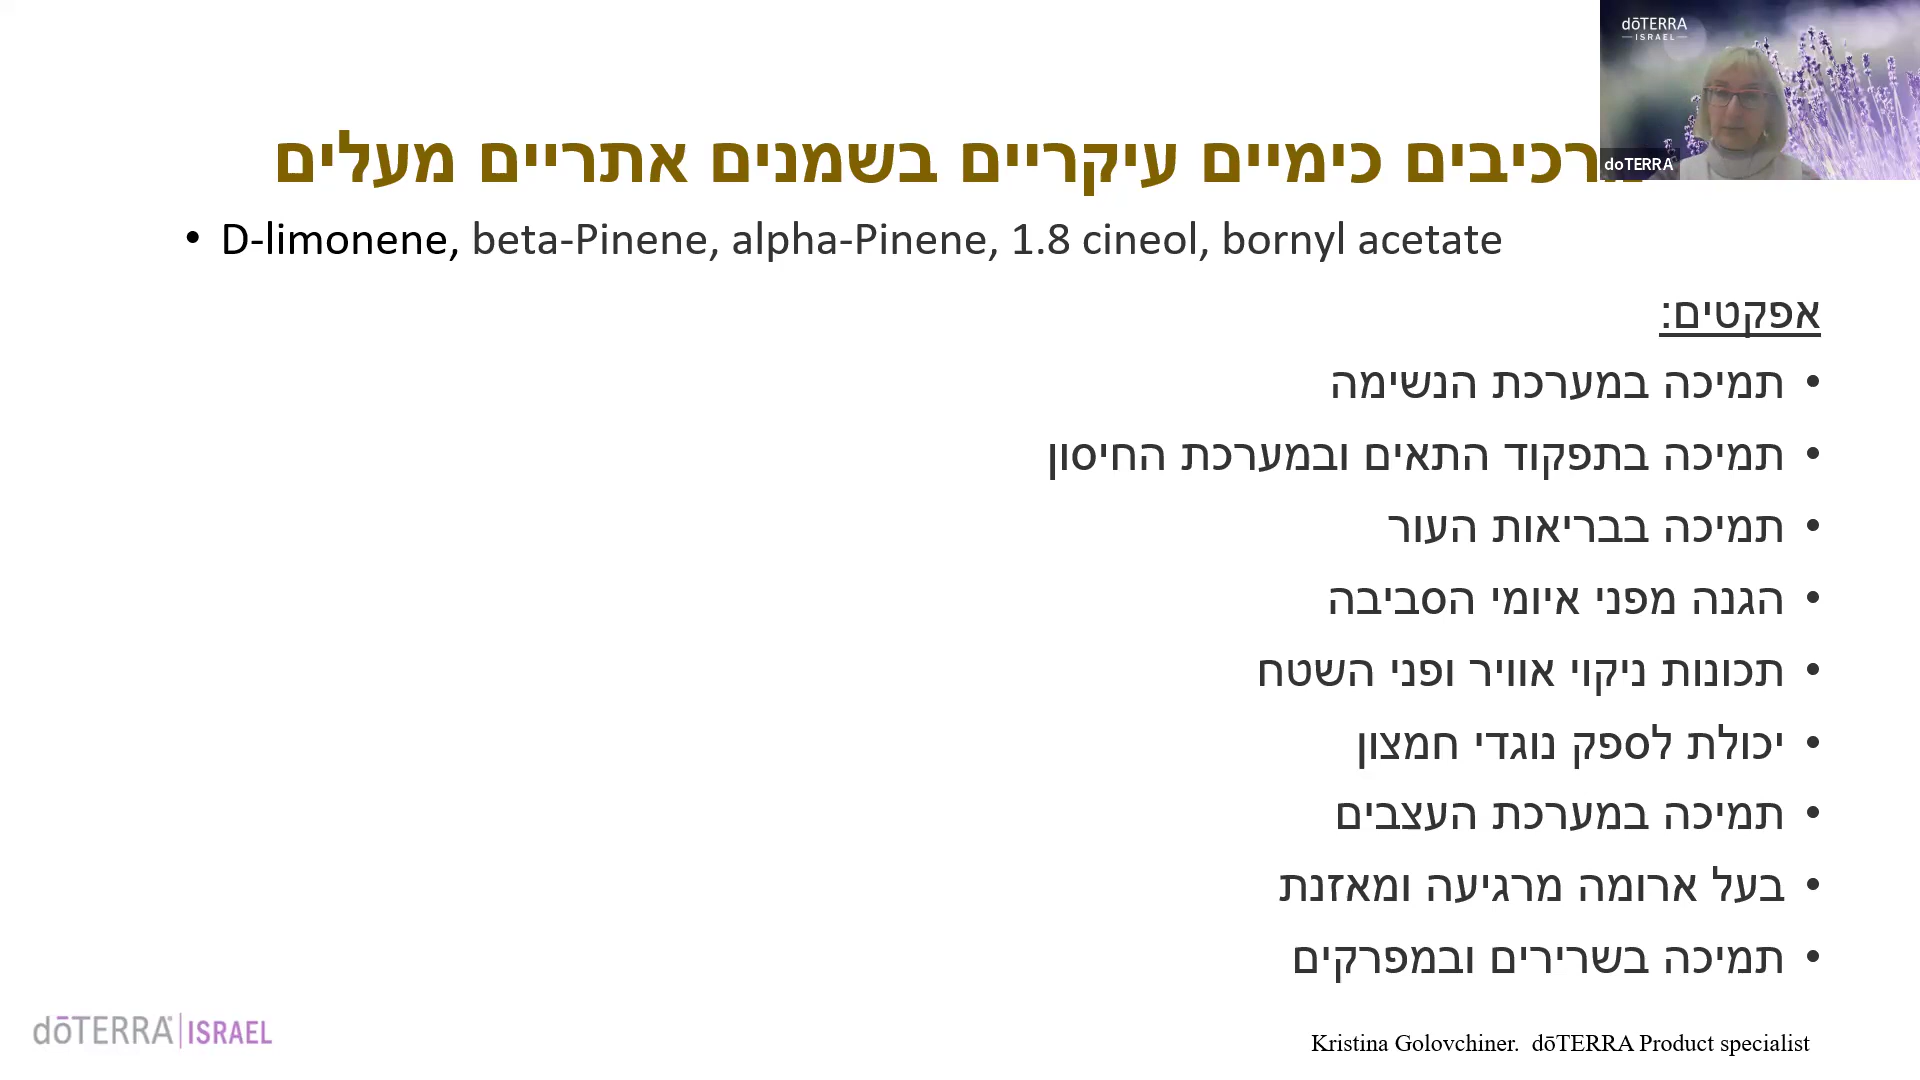 dōTERRA
ISRAEL
doTERRA
כימיים עיקריים בשמנים אתריים מעלים
• D-limonene, beta-Pinene, alpha-Pinene, 1.8 cineol, bornyl acetate
אפקטים:
• תמיכה במערכת הנשימה
• תמיכה בתפקוד התאים ובמערכת החיסון
• תמיכה בבריאות העור
• הגנה מפני איומי הסביבה
• תכונות ניקוי אוויר ופני השטח
• יכולת לספק נוגדי חמצון
• תמיכה במערכת העצבים
• בעל ארומה מרגיעה ומאזנת
• תמיכה בשרירים ובמפרקים
dōTERRA | ISRAEL
Kristina Golovchiner. dōTERRA Product specialist